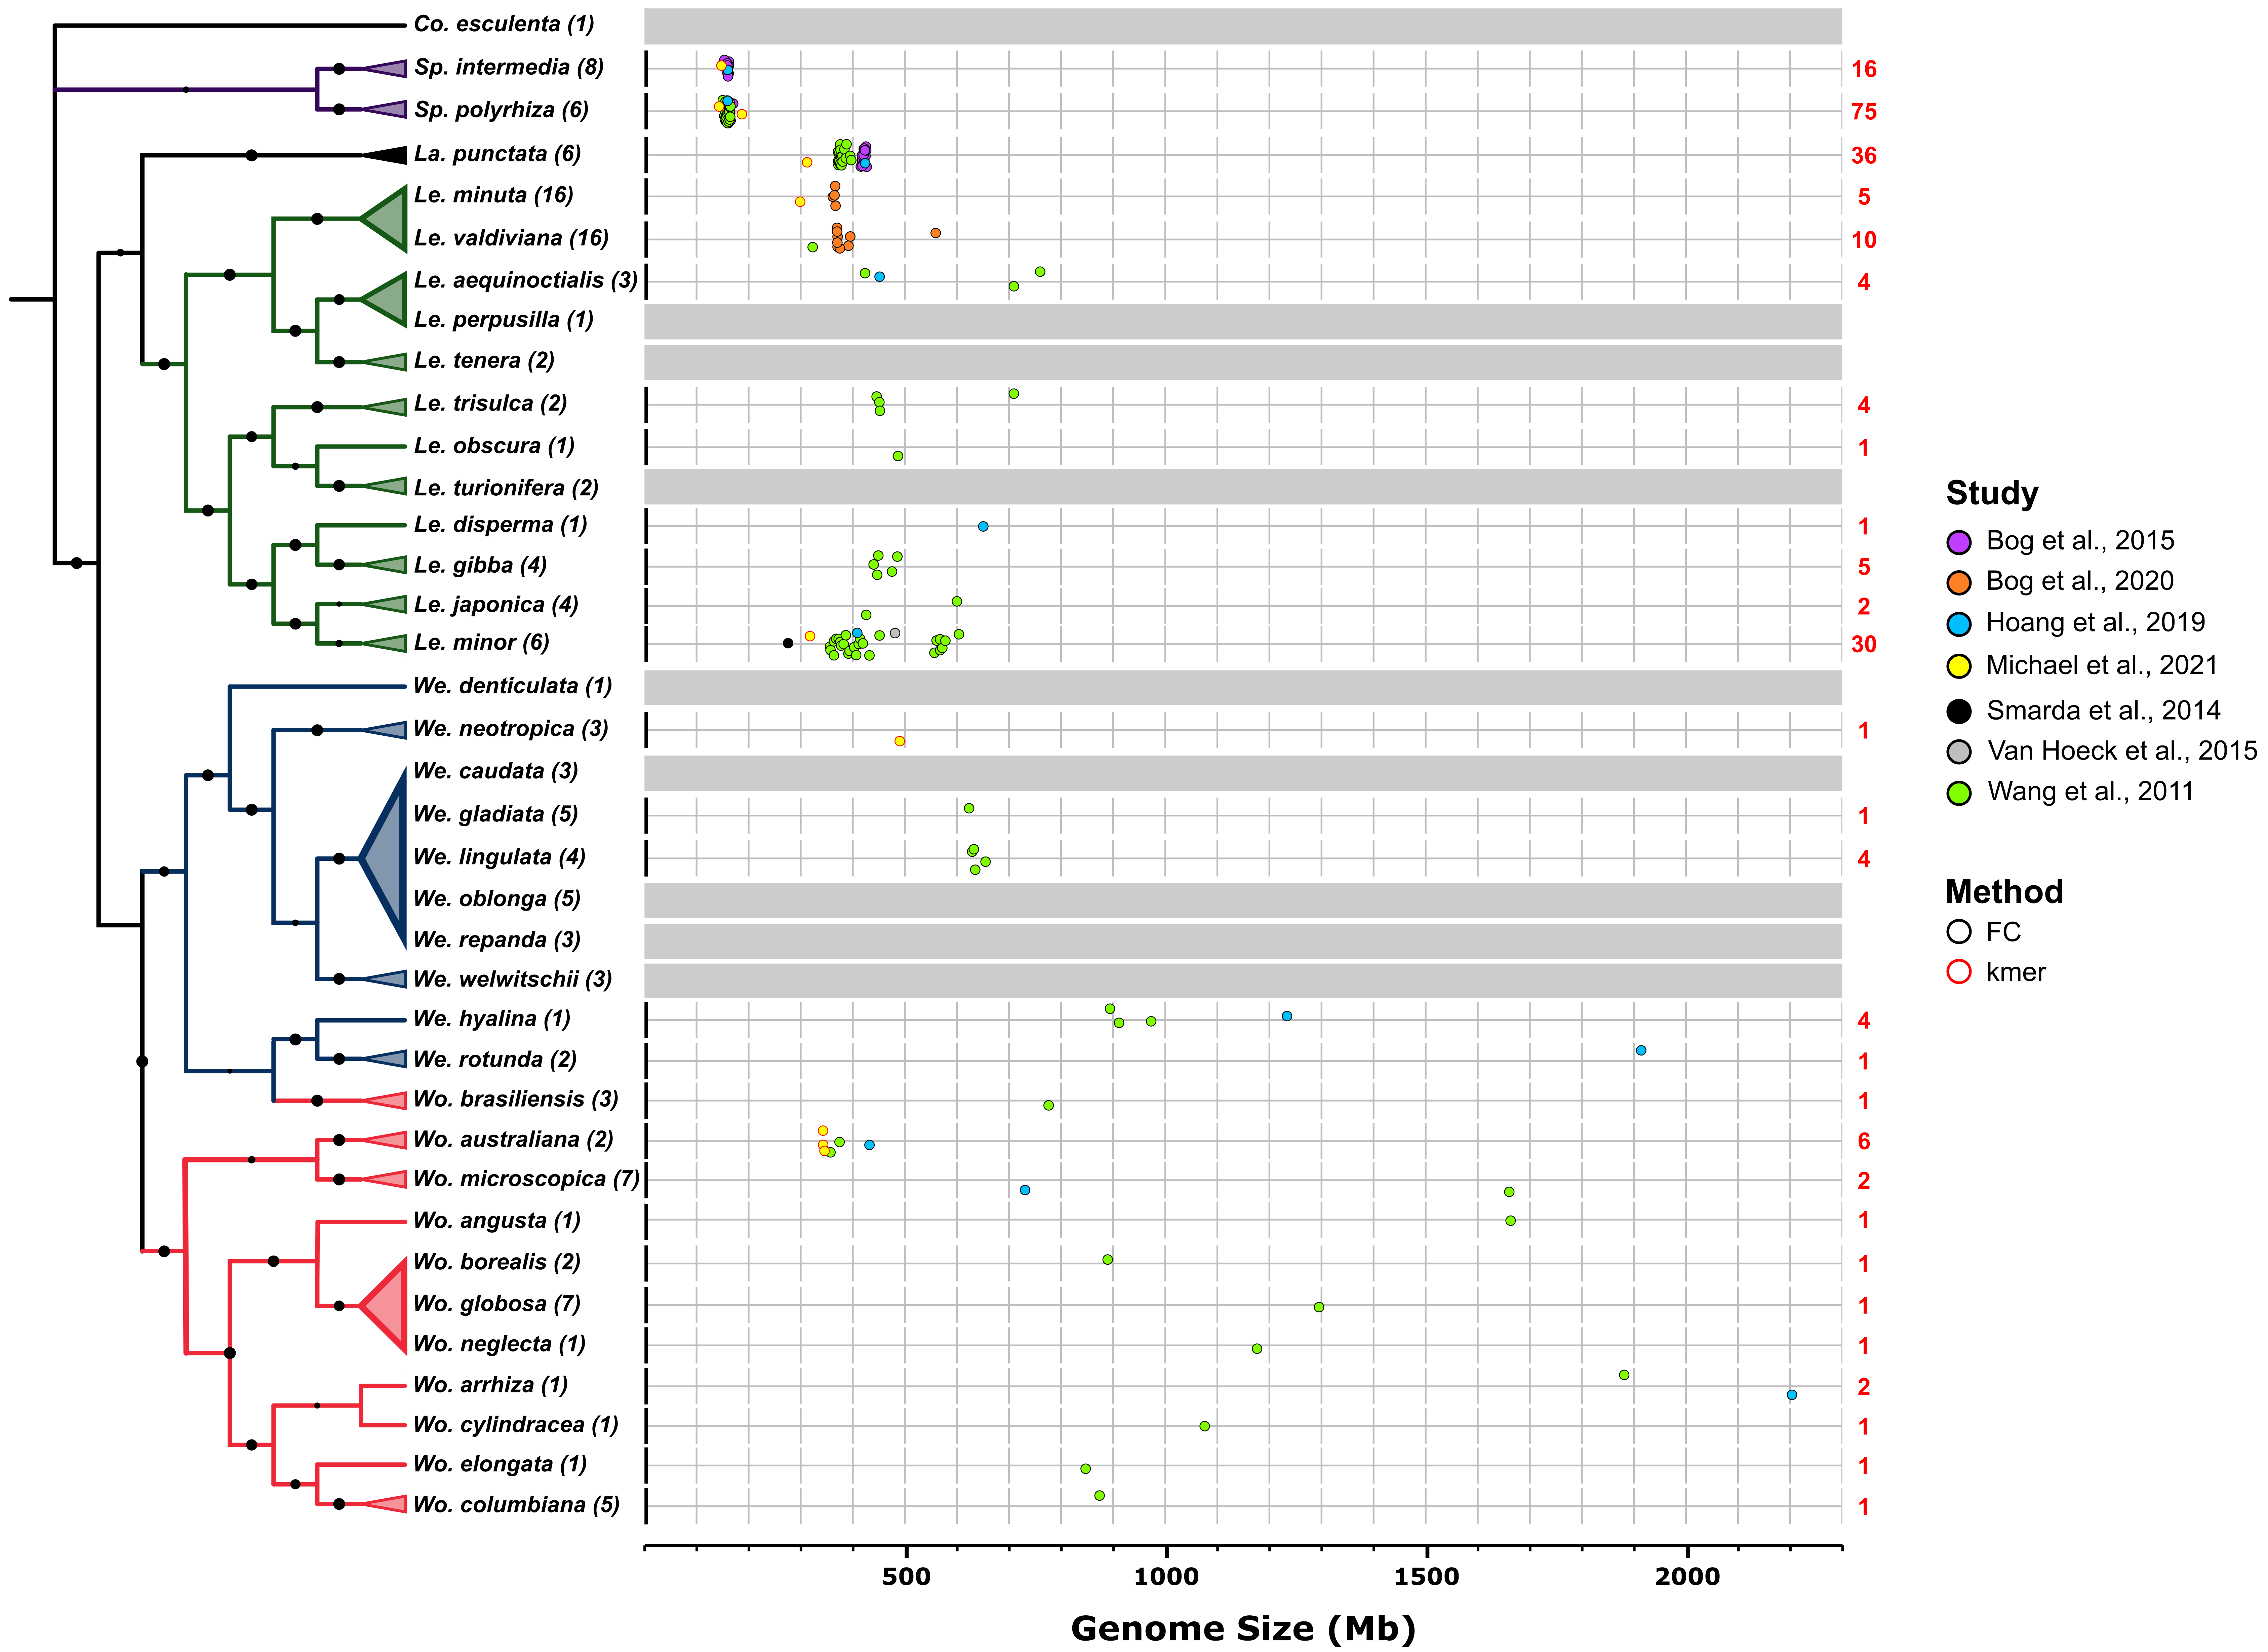 Co. esculenta (1)
Sp. intermedia (8) 16
Sp. polyrhiza (6) 75
La. punctata (6) 36
Le. minuta (16) 5
Le. valdiviana (16) 10
Le. aequinoctialis (3) 4
Le. perpusilla (1)
Le. tenera (2)
Le. trisulca (2) 4
Le. obscura (1) 1
Le. turionifera (2)
Le. disperma (1) 1
Le. gibba (4) 5
Le. japonica (4) 2
Le. minor (6) 30
We. denticulata (1)
We. neotropica (3) 1
We. caudata (3)
We. gladiata (5) 1
We. lingulata (4) 4
We. oblonga (5)
We. repanda (3)
We. welwitschii (3)
We. hyalina (1) 4
We. rotunda (2) 1
Wo. brasiliensis (3) 1
Wo. australiana (2) 6
Wo. microscopica (7) 2
Wo. angusta (1) 1
Wo. borealis (2) 1
Wo. globosa (7) 1
Wo. neglecta (1) 1
Wo. arrhiza (1) 2
Wo. cylindracea (1) 1
Wo. elongata (1) 1
Wo. columbiana (5) 1
500 1000 1500 2000
Genome Size (Mb)
Study
Bog et al., 2015
Bog et al., 2020
Hoang et al., 2019
Michael et al., 2021
Smarda et al., 2014
Van Hoeck et al., 2015
Wang et al., 2011
Method
FC
kmer